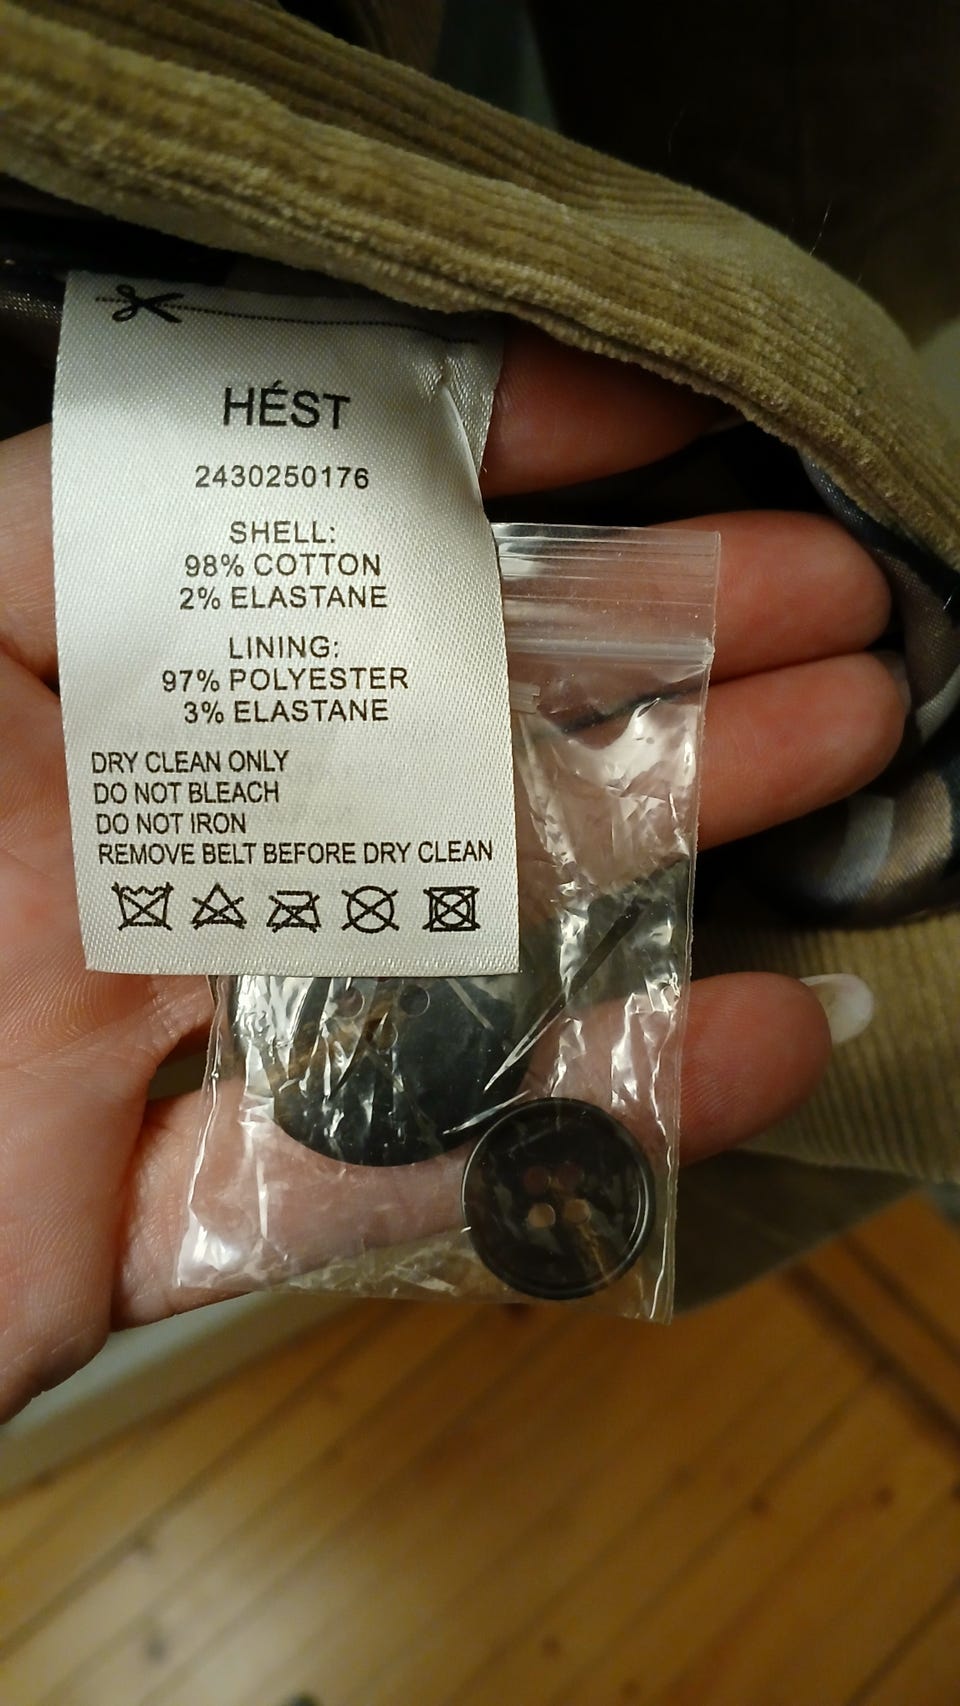 HÉST
2430250176
SHELL:
98% COTTON
2% ELASTANE
LINING:
97% POLYESTER
3% ELASTANE
DRY CLEAN ONLY
DO NOT BLEACH
DO NOT IRON
REMOVE BELT BEFORE DRY CLEAN